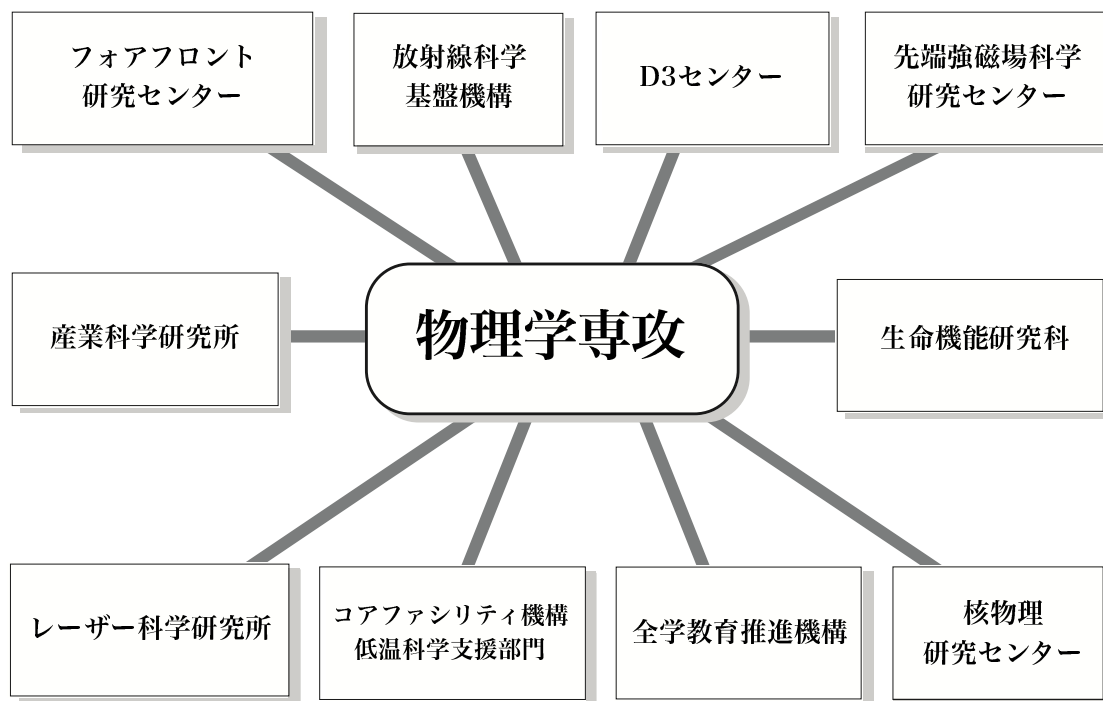 フォアフロント
研究センター
放射線科学
基盤機構
D3センター
先端強磁場科学
研究センター
産業科学研究所
物理学専攻
生命機能研究科
レーザー科学研究所
コアファシリティ機構
低温科学支援部門
全学教育推進機構
核物理
研究センター